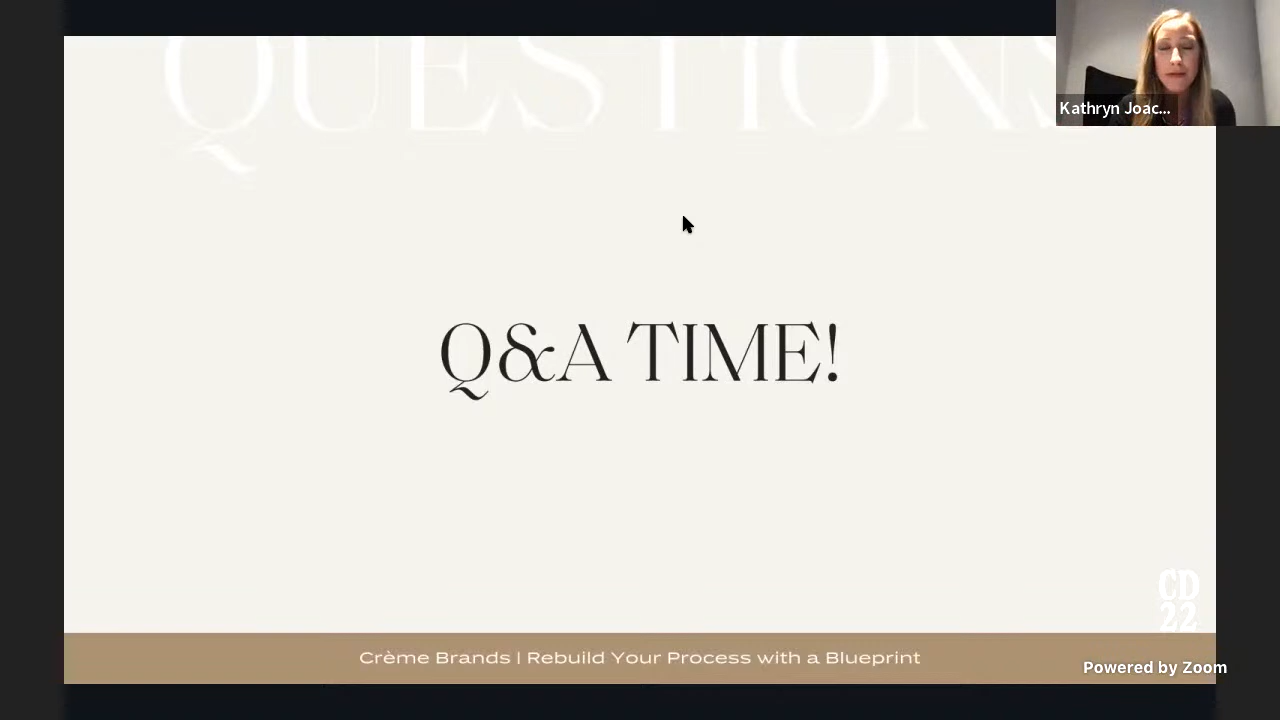 QUESTIONS
Kathryn Joac...
Q&A TIME!
CD
22
Crème Brands | Rebuild Your Process with a Blueprint
Powered by Zoom